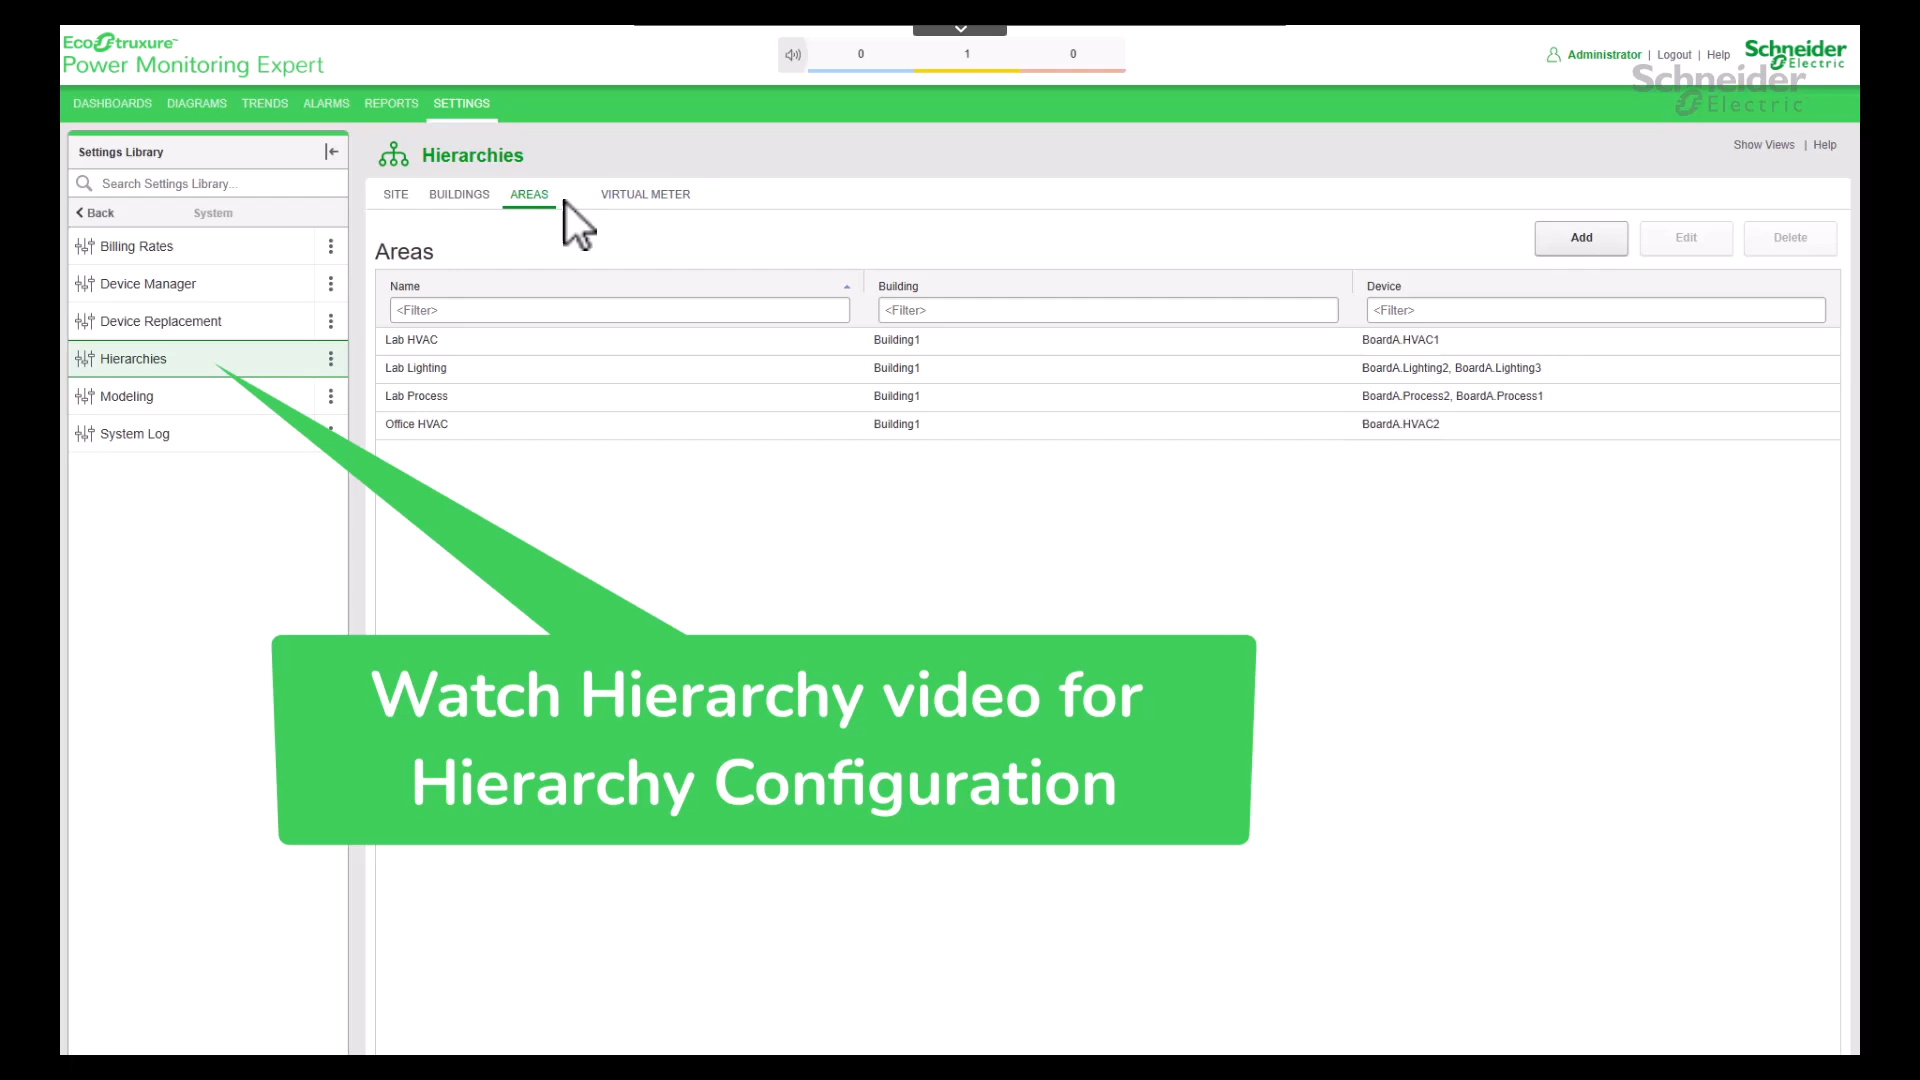 EcoStruxure™
Power Monitoring Expert
0 1 0
Administrator | Logout | Help
Schneider Electric
Schneider Electric
DASHBOARDS DIAGRAMS TRENDS ALARMS REPORTS SETTINGS
Settings Library
Search Settings Library...
Back System
Billing Rates
Device Manager
Device Replacement
Hierarchies
Modeling
System Log
Hierarchies
Show Views | Help
SITE BUILDINGS AREAS VIRTUAL METER
Areas
Add Edit Delete
Name Building Device
<Filter> <Filter> <Filter>
Lab HVAC Building1 BoardA.HVAC1
Lab Lighting Building1 BoardA.Lighting2, BoardA.Lighting3
Lab Process Building1 BoardA.Process2, BoardA.Process1
Office HVAC Building1 BoardA.HVAC2
Watch Hierarchy video for
Hierarchy Configuration